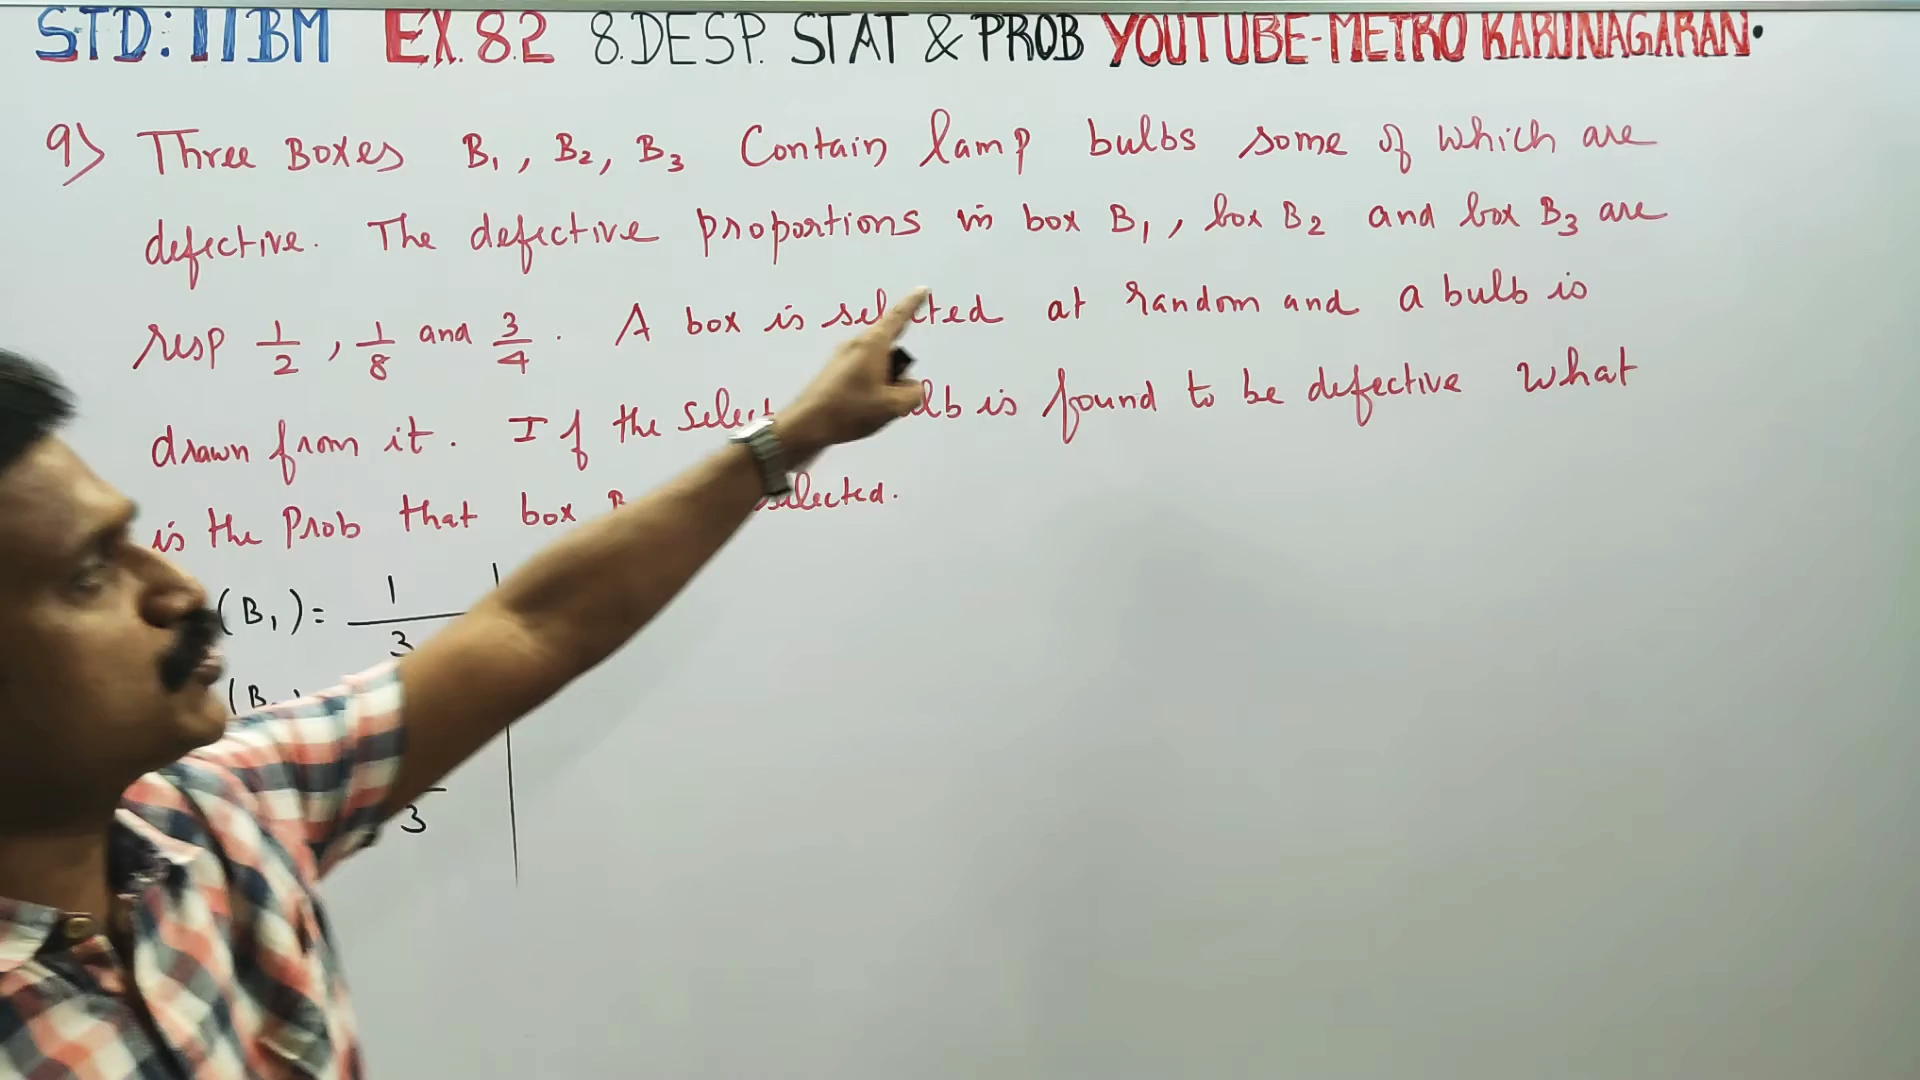 STD: 11BM EX. 8.2 8. DESP. STAT & PROB YOUTUBE-METRO KARUNAGARAN.
9) Three Boxes B1, B2, B3 Contain lamp bulbs some of which are
defective. The defective proportions in box B1, box B2 and box B3 are
resp 1/2, 1/8 and 3/4. A box is selected at random and a bulb is
drawn from it. If the is found to be defective what
is the Prob that box selected.
(B1) = 1/3
(B
3